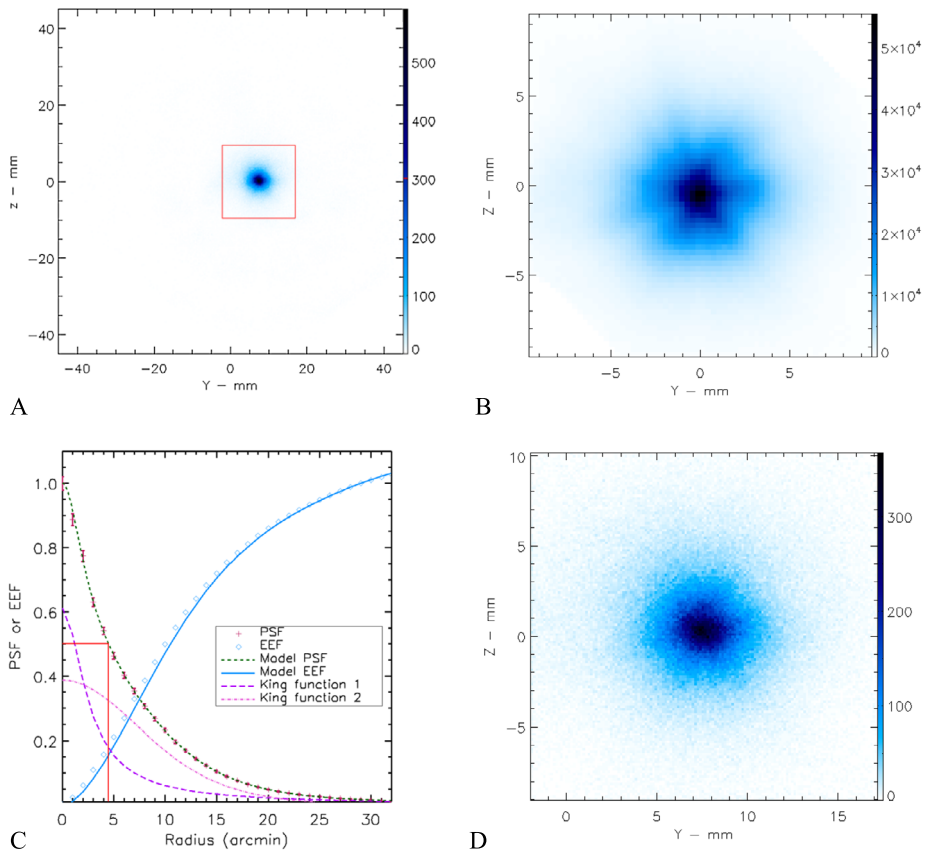 40
20
0
-20
-40
z - mm
-40
-20
0
20
40
Y - mm
500
400
300
200
100
0
A
5
0
-5
Z - mm
-5
0
5
Y - mm
5×10⁴
4×10⁴
3×10⁴
2×10⁴
1×10⁴
0
B
1.0
0.8
0.6
0.4
0.2
PSF or EEF
PSF
EEF
Model PSF
Model EEF
King function 1
King function 2
0
5
10
15
20
25
30
Radius (arcmin)
C
10
5
0
-5
Z - mm
0
5
10
15
Y - mm
300
200
100
0
D